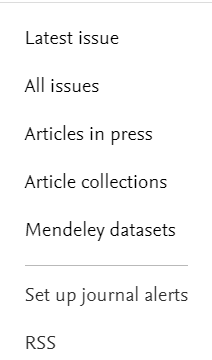 Latest issue
All issues
Articles in press
Article collections
Mendeley datasets
Set up journal alerts
RSS